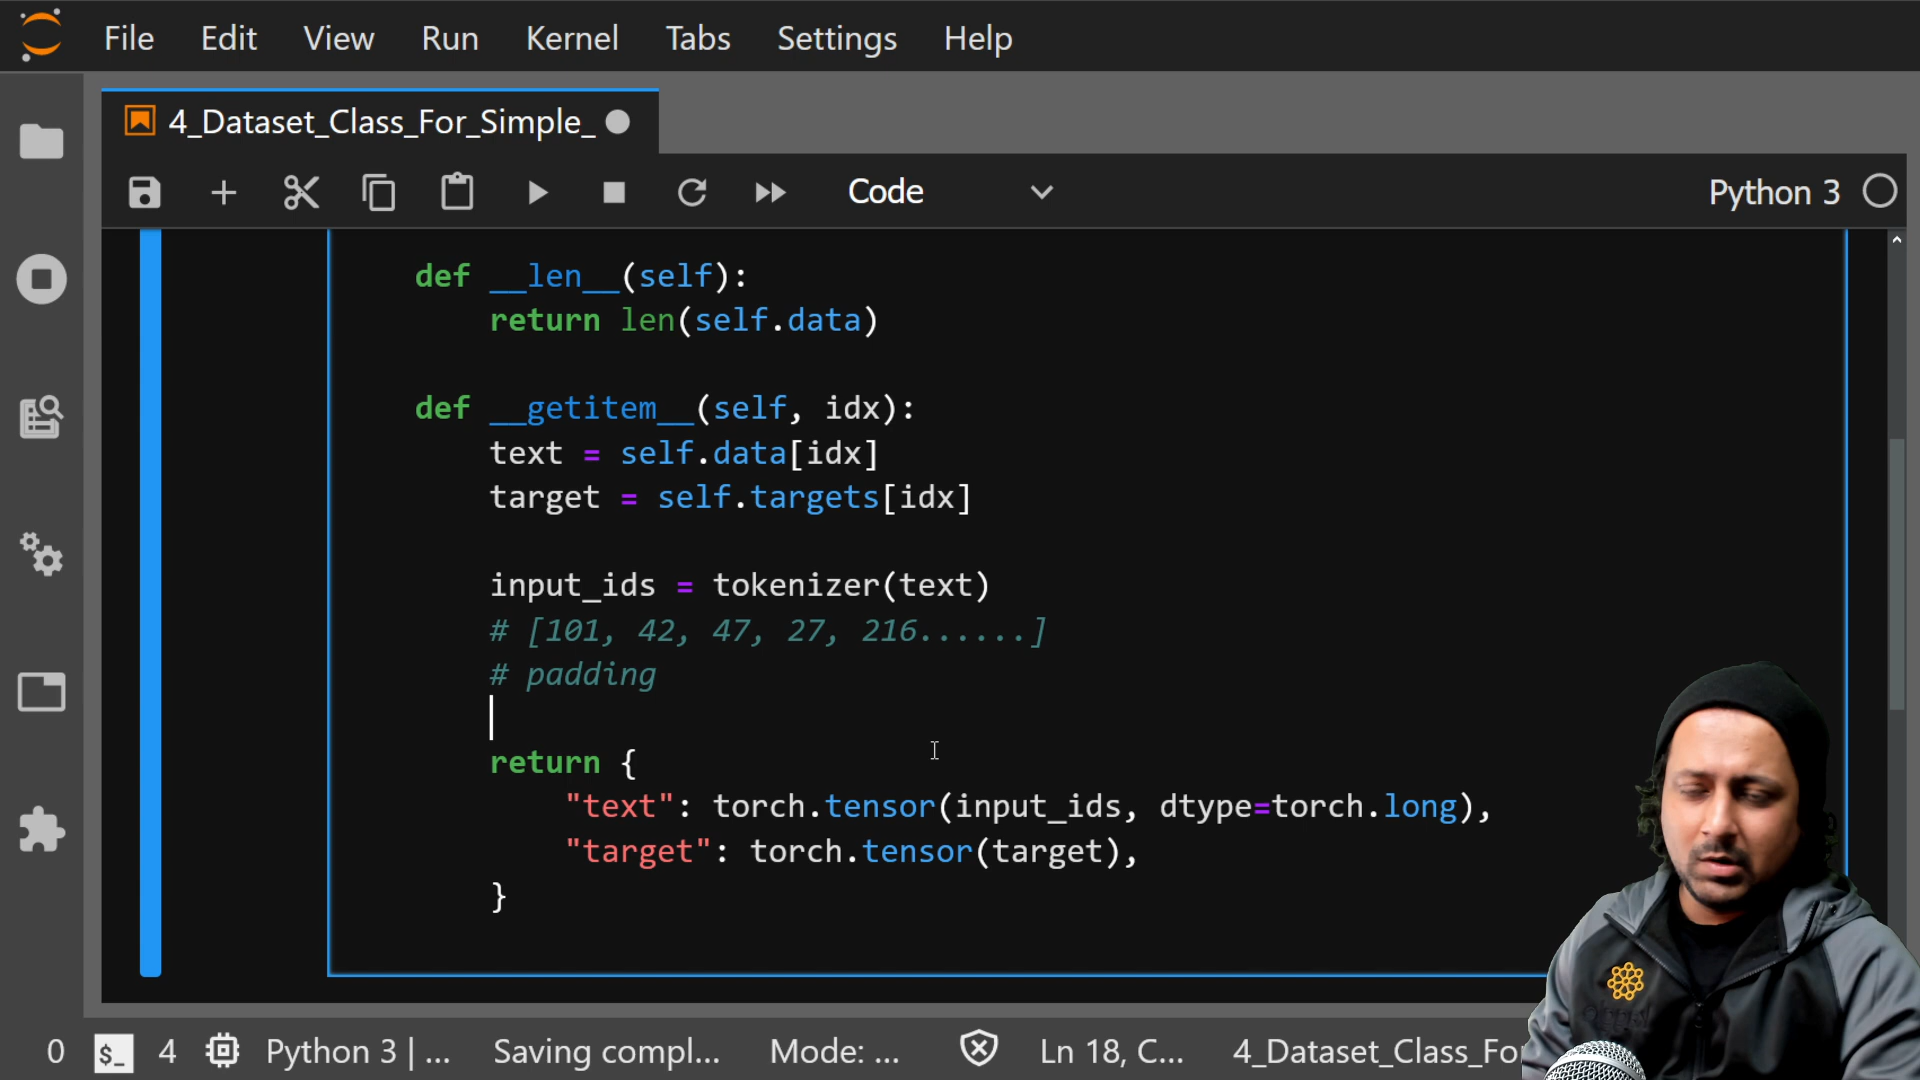 File Edit View Run Kernel Tabs Settings Help
4_Dataset_Class_For_Simple_
Code
Python 3
def __len__(self):
return len(self.data)
def __getitem__(self, idx):
text = self.data[idx]
target = self.targets[idx]
input_ids = tokenizer(text)
# [101, 42, 47, 27, 216......]
# padding
return {
"text": torch.tensor(input_ids, dtype=torch.long),
"target": torch.tensor(target),
}
0 $_ 4 Python 3 | ... Saving compl... Mode: ... Ln 18, C... 4_Dataset_Class_Fo